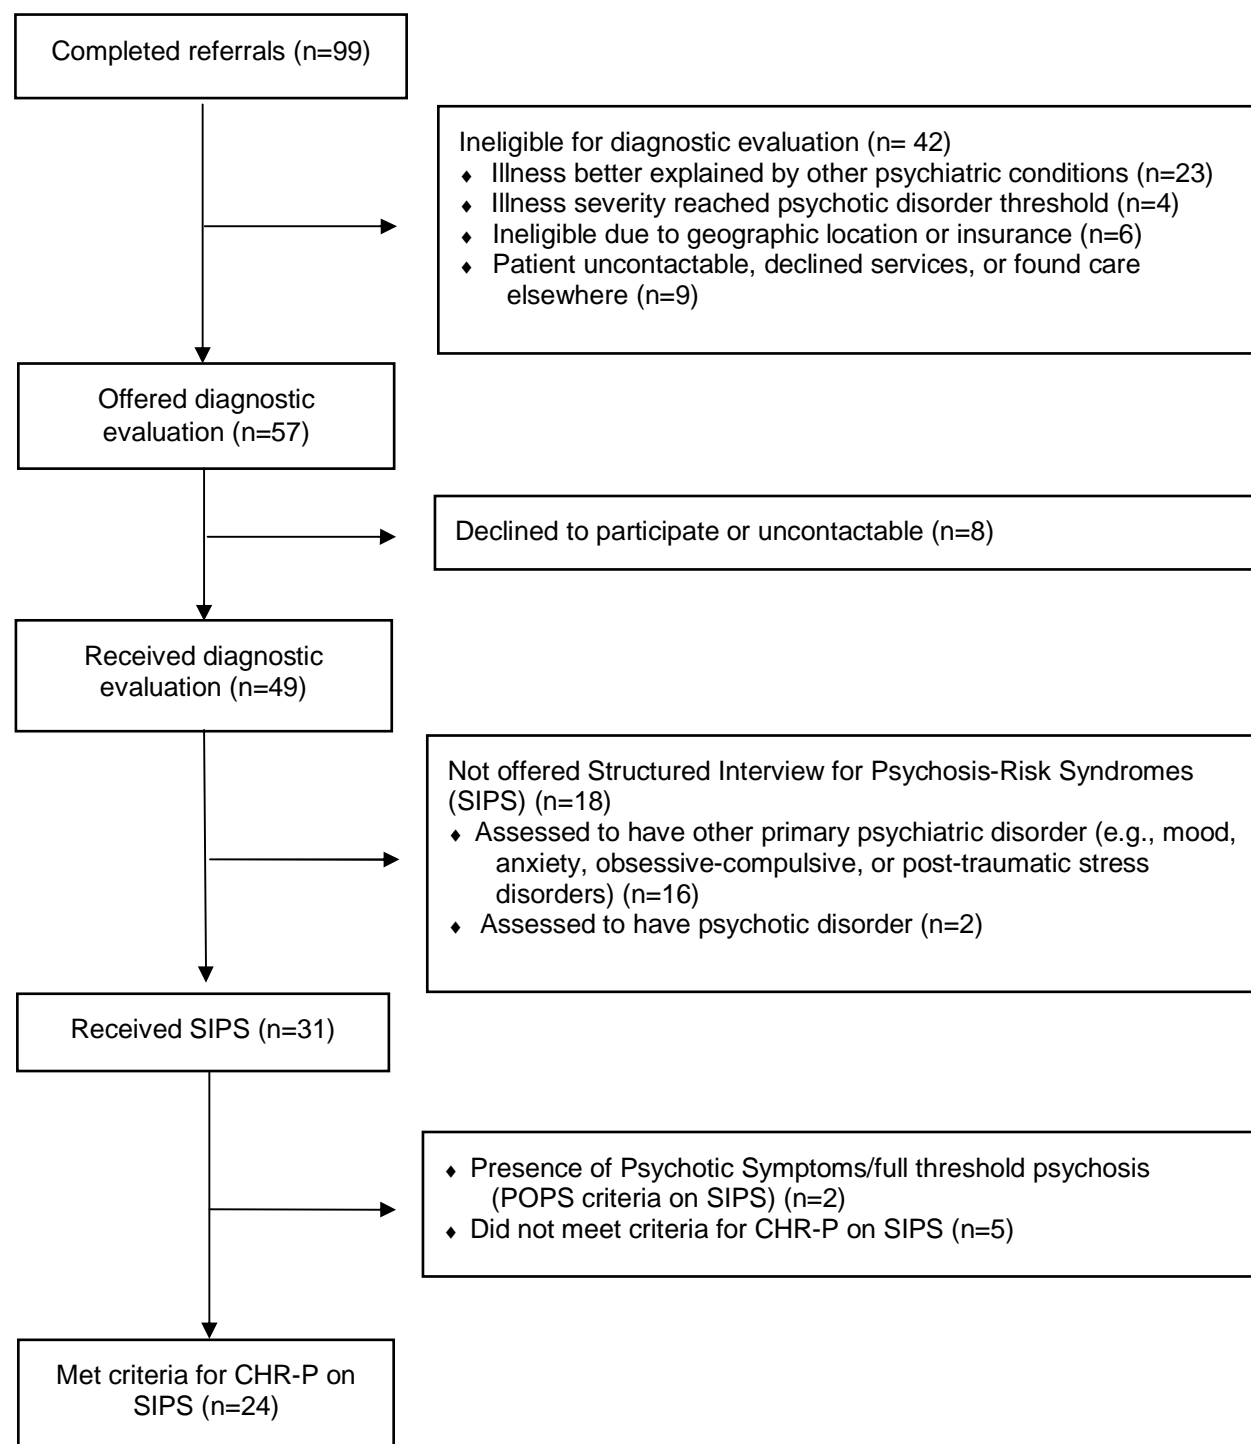 Completed referrals (n=99)
Ineligible for diagnostic evaluation (n= 42)
♦ Illness better explained by other psychiatric conditions (n=23)
♦ Illness severity reached psychotic disorder threshold (n=4)
♦ Ineligible due to geographic location or insurance (n=6)
♦ Patient uncontactable, declined services, or found care
elsewhere (n=9)
Offered diagnostic
evaluation (n=57)
Declined to participate or uncontactable (n=8)
Received diagnostic
evaluation (n=49)
Not offered Structured Interview for Psychosis-Risk Syndromes
(SIPS) (n=18)
♦ Assessed to have other primary psychiatric disorder (e.g., mood,
anxiety, obsessive-compulsive, or post-traumatic stress
disorders) (n=16)
♦ Assessed to have psychotic disorder (n=2)
Received SIPS (n=31)
♦ Presence of Psychotic Symptoms/full threshold psychosis
(POPS criteria on SIPS) (n=2)
♦ Did not meet criteria for CHR-P on SIPS (n=5)
Met criteria for CHR-P on
SIPS (n=24)